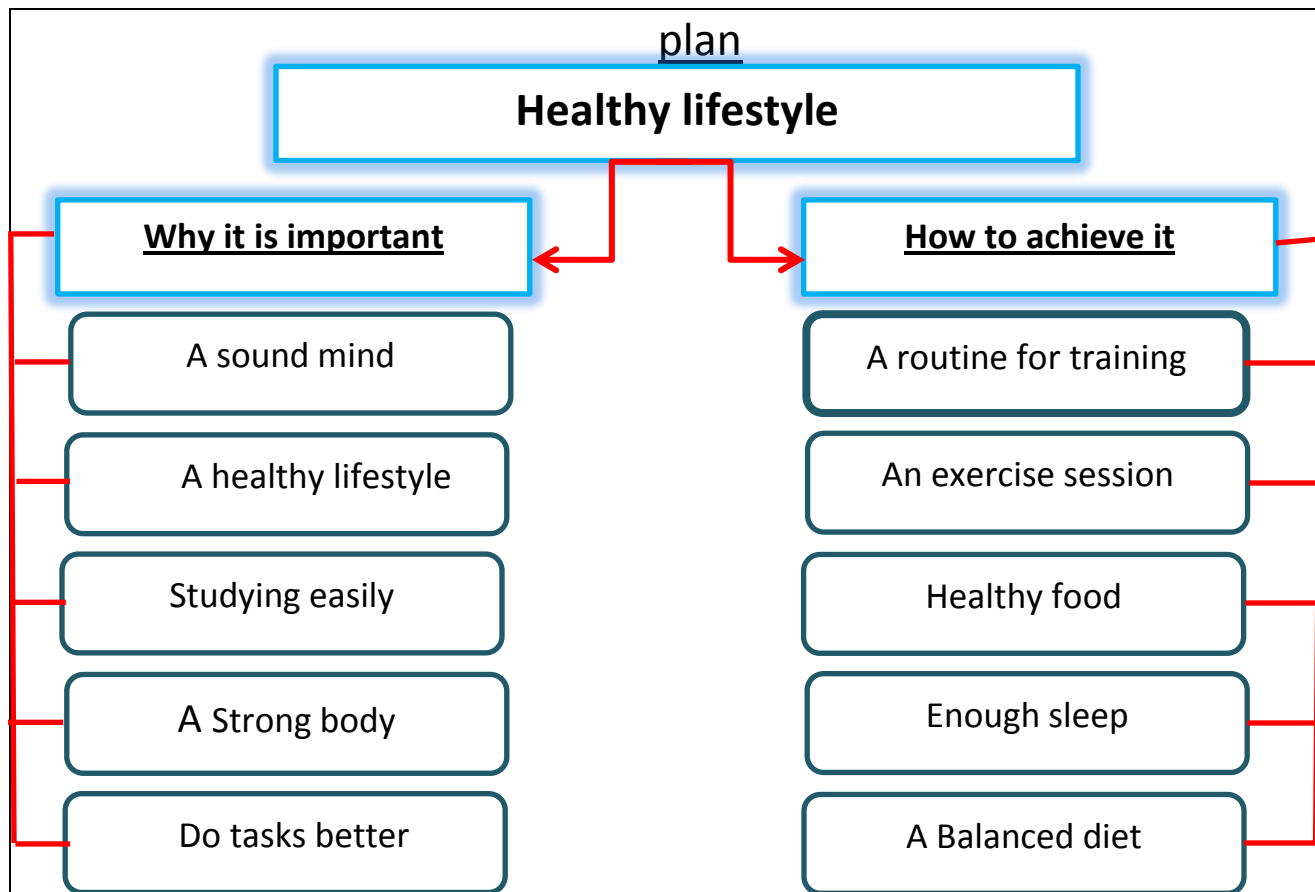 plan
Healthy lifestyle
Why it is important
A sound mind
A healthy lifestyle
Studying easily
A Strong body
Do tasks better
How to achieve it
A routine for training
An exercise session
Healthy food
Enough sleep
A Balanced diet